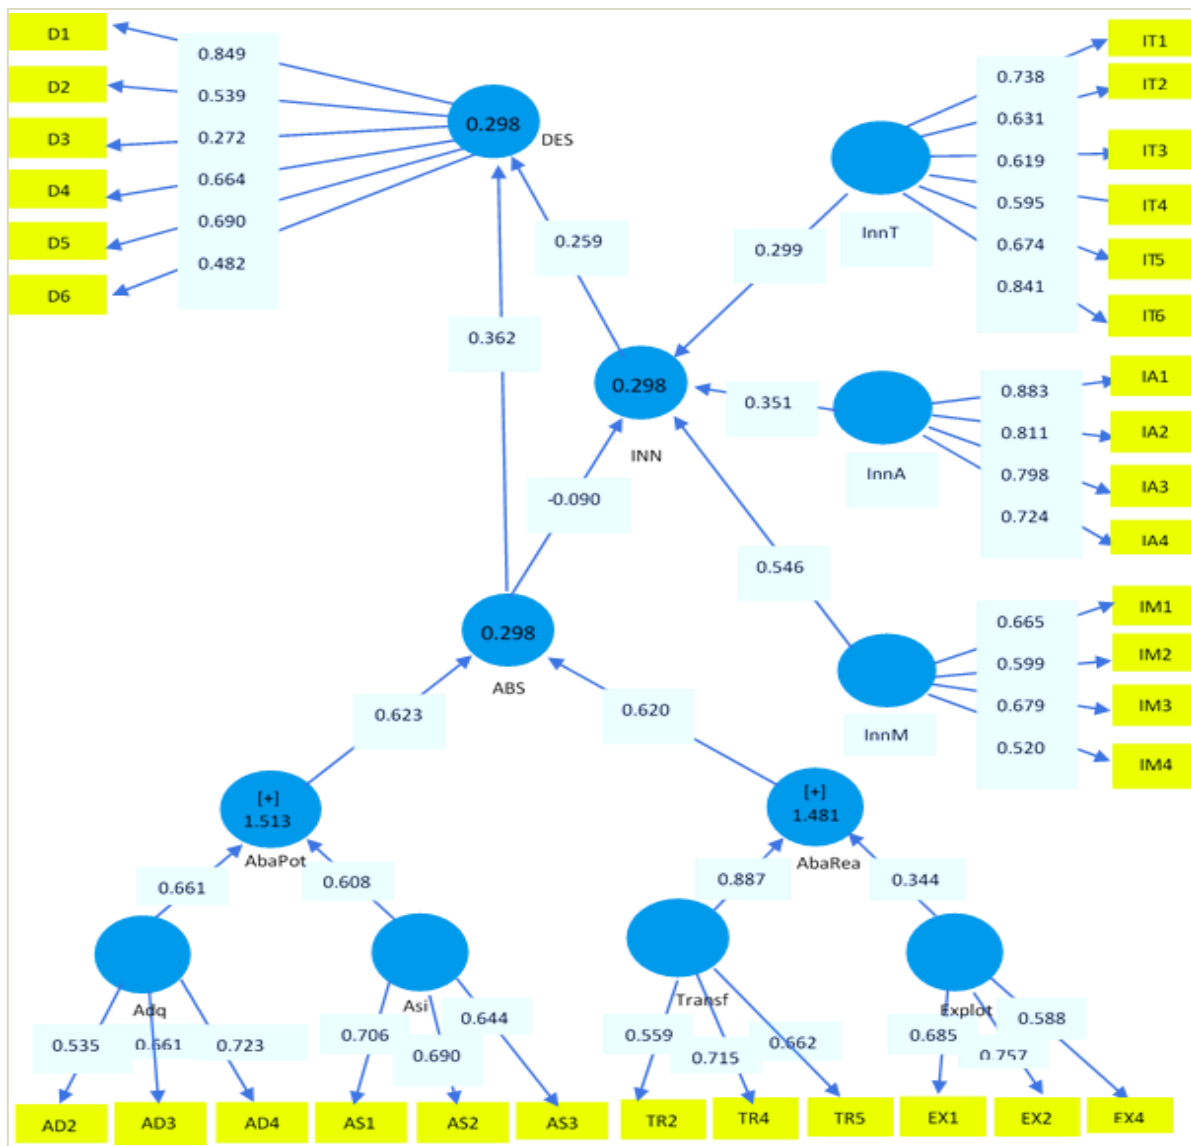 D1
D2
D3
D4
D5
D6
0.849
0.539
0.272
0.664
0.690
0.482
0.298
DES
0.259
0.362
IT1
IT2
IT3
IT4
IT5
IT6
0.738
0.631
0.619
0.595
0.674
0.841
InnT
0.299
0.298
INN
0.351
InnA
0.883
0.811
0.798
0.724
IA1
IA2
IA3
IA4
-0.090
0.546
InnM
0.665
0.599
0.679
0.520
IM1
IM2
IM3
IM4
0.298
ABS
0.623
0.620
[+]
1.513
AbaPot
[+]
1.481
AbaRea
0.661
0.608
0.887
0.344
Adq
Asi
Transf
Explot
0.535
0.661
0.723
0.706
0.690
0.644
0.559
0.715
0.662
0.685
0.757
0.588
AD2
AD3
AD4
AS1
AS2
AS3
TR2
TR4
TR5
EX1
EX2
EX4